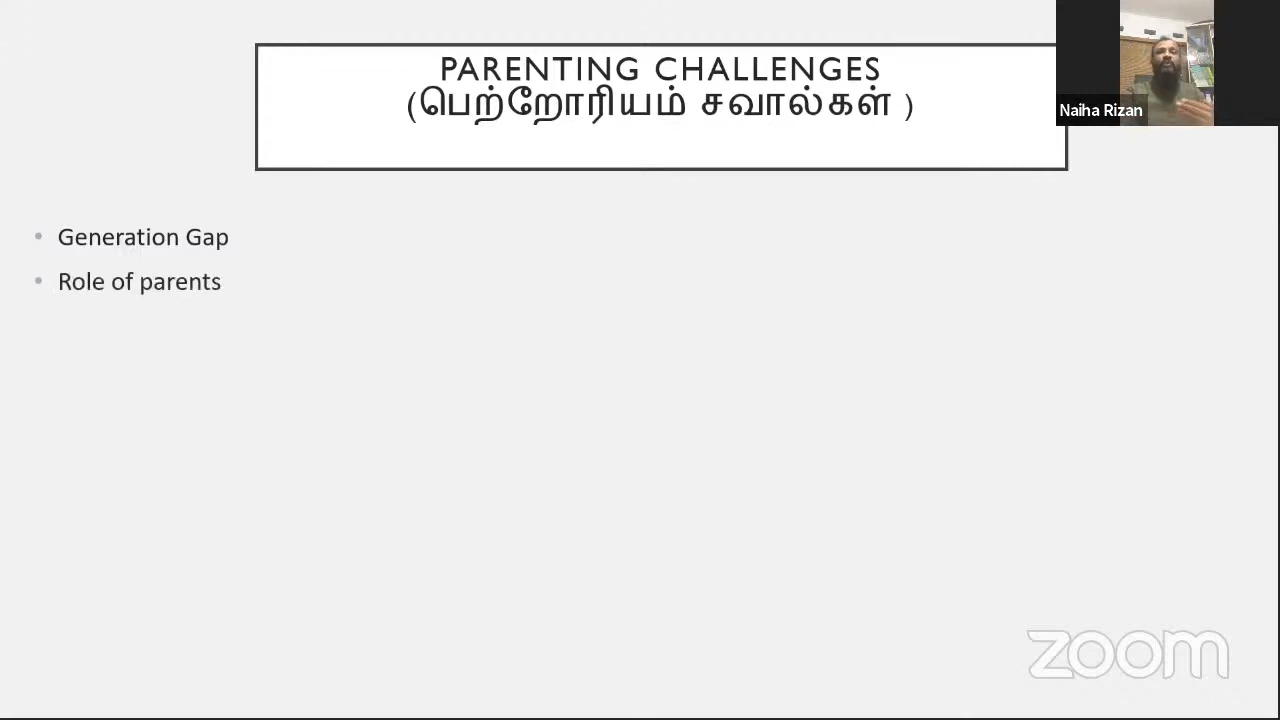 PARENTING CHALLENGES
(பெற்றோரியம் சவால்கள் )
Naiha Rizan
• Generation Gap
• Role of parents
zoom